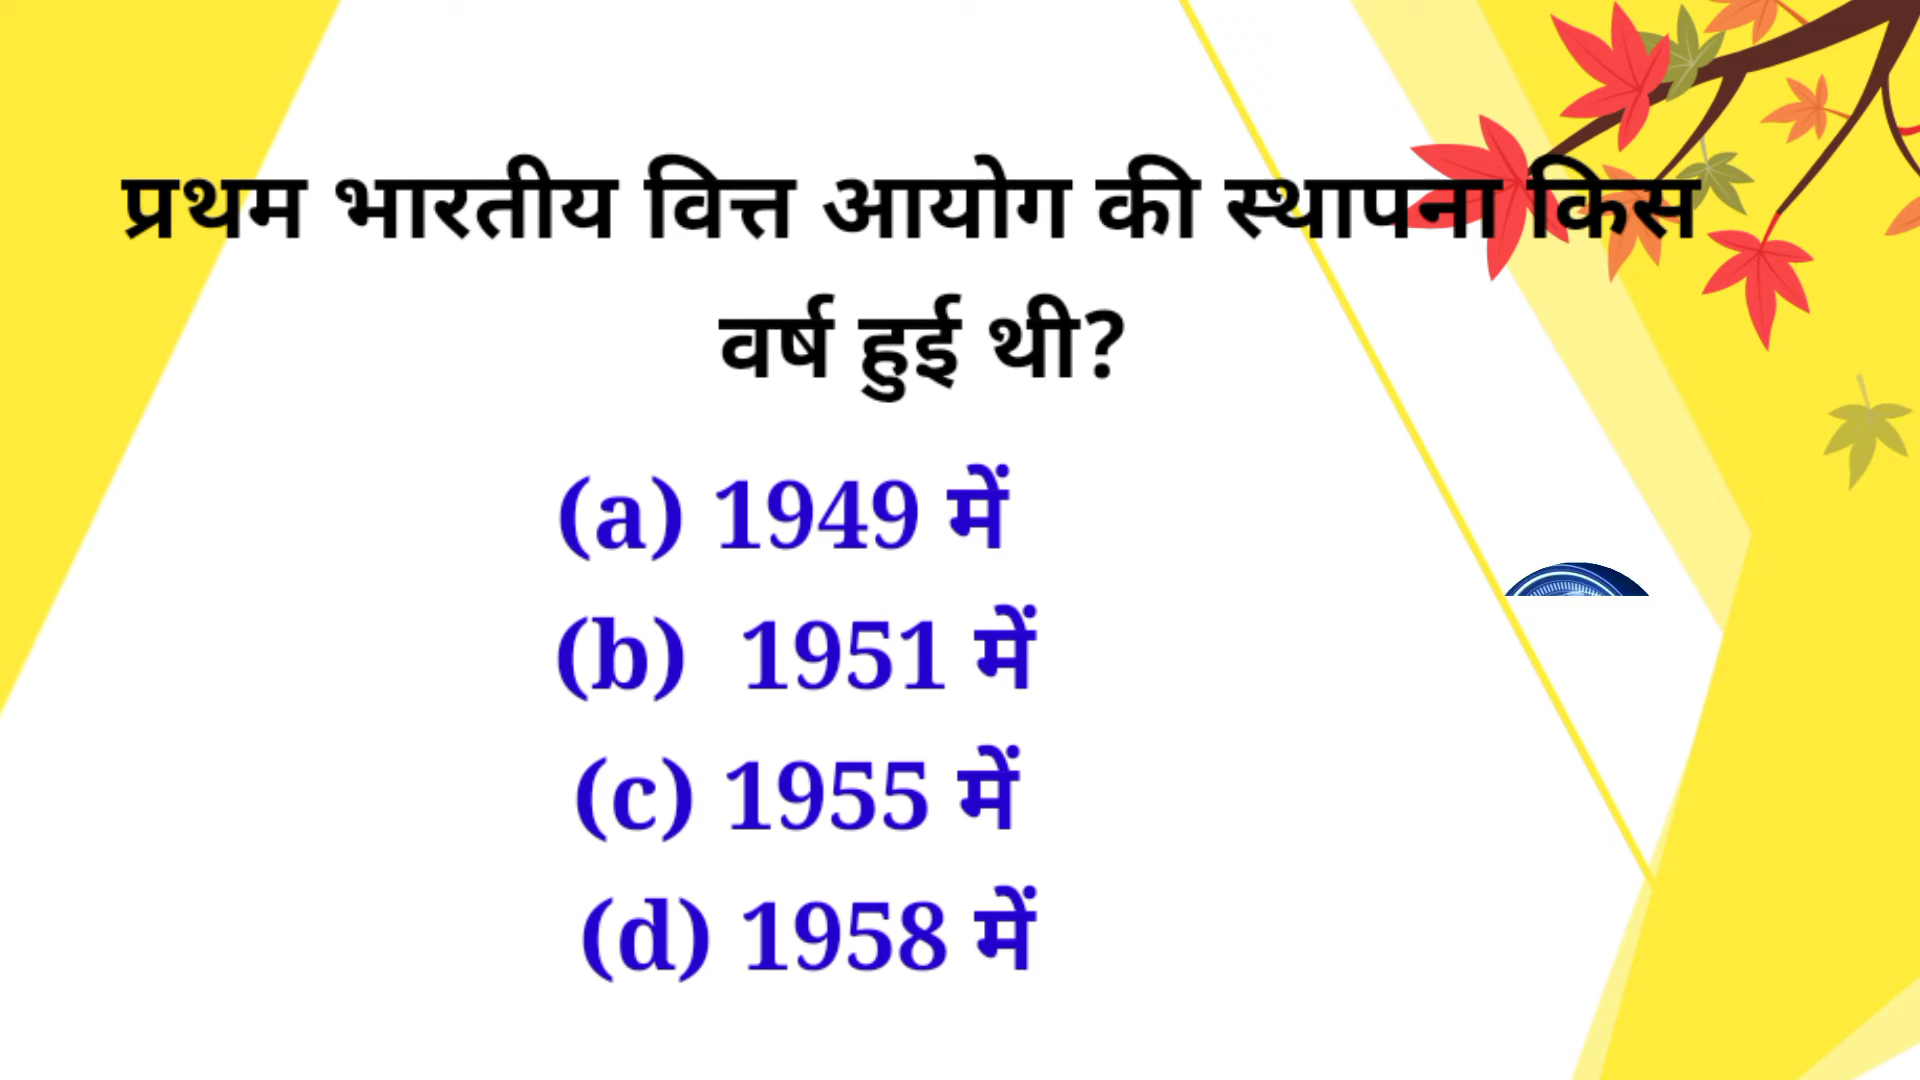 प्रथम भारतीय वित्त आयोग की स्थापना किस
वर्ष हुई थी?
(a) 1949 में
(b) 1951 में
(c) 1955 में
(d) 1958 में